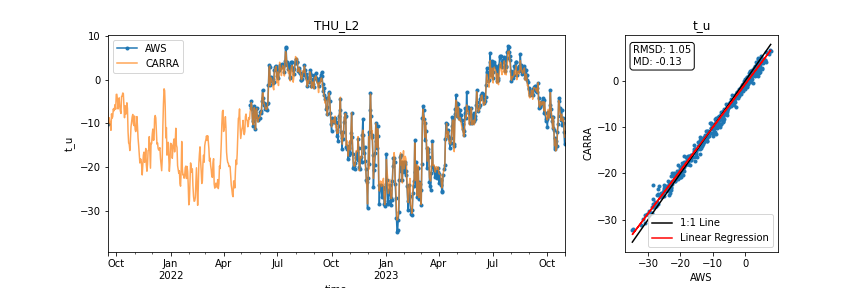 THU_L2
t_u
AWS
CARRA
10
0
−10
−20
−30
t_u
Oct
Jan
2022
Apr
Jul
Oct
Jan
2023
Apr
Jul
Oct
time
RMSD: 1.05
MD: -0.13
0
−10
−20
−30
CARRA
1:1 Line
Linear Regression
−30
−20
−10
0
AWS